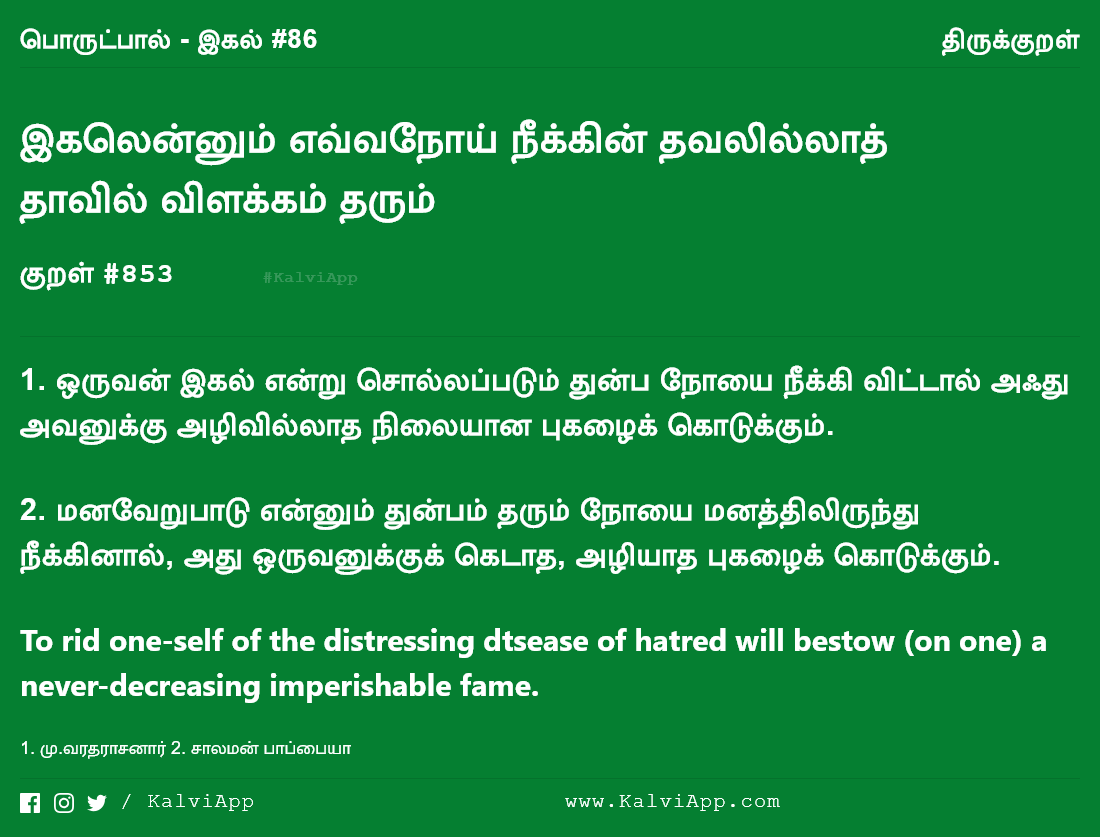 பொருட்பால் - இகல் #86
திருக்குறள்
இகலென்னும் எவ்வநோய் நீக்கின் தவலில்லாத்
தாவில் விளக்கம் தரும்
குறள் #853
#KalviApp
1. ஒருவன் இகல் என்று சொல்லப்படும் துன்ப நோயை நீக்கி விட்டால் அஃது
அவனுக்கு அழிவில்லாத நிலையான புகழைக் கொடுக்கும்.
2. மனவேறுபாடு என்னும் துன்பம் தரும் நோயை மனத்திலிருந்து
நீக்கினால், அது ஒருவனுக்குக் கெடாத, அழியாத புகழைக் கொடுக்கும்.
To rid one-self of the distressing dtsease of hatred will bestow (on one) a
never-decreasing imperishable fame.
1. மு.வரதராசனார் 2. சாலமன் பாப்பையா
/ KalviApp
www.KalviApp.com